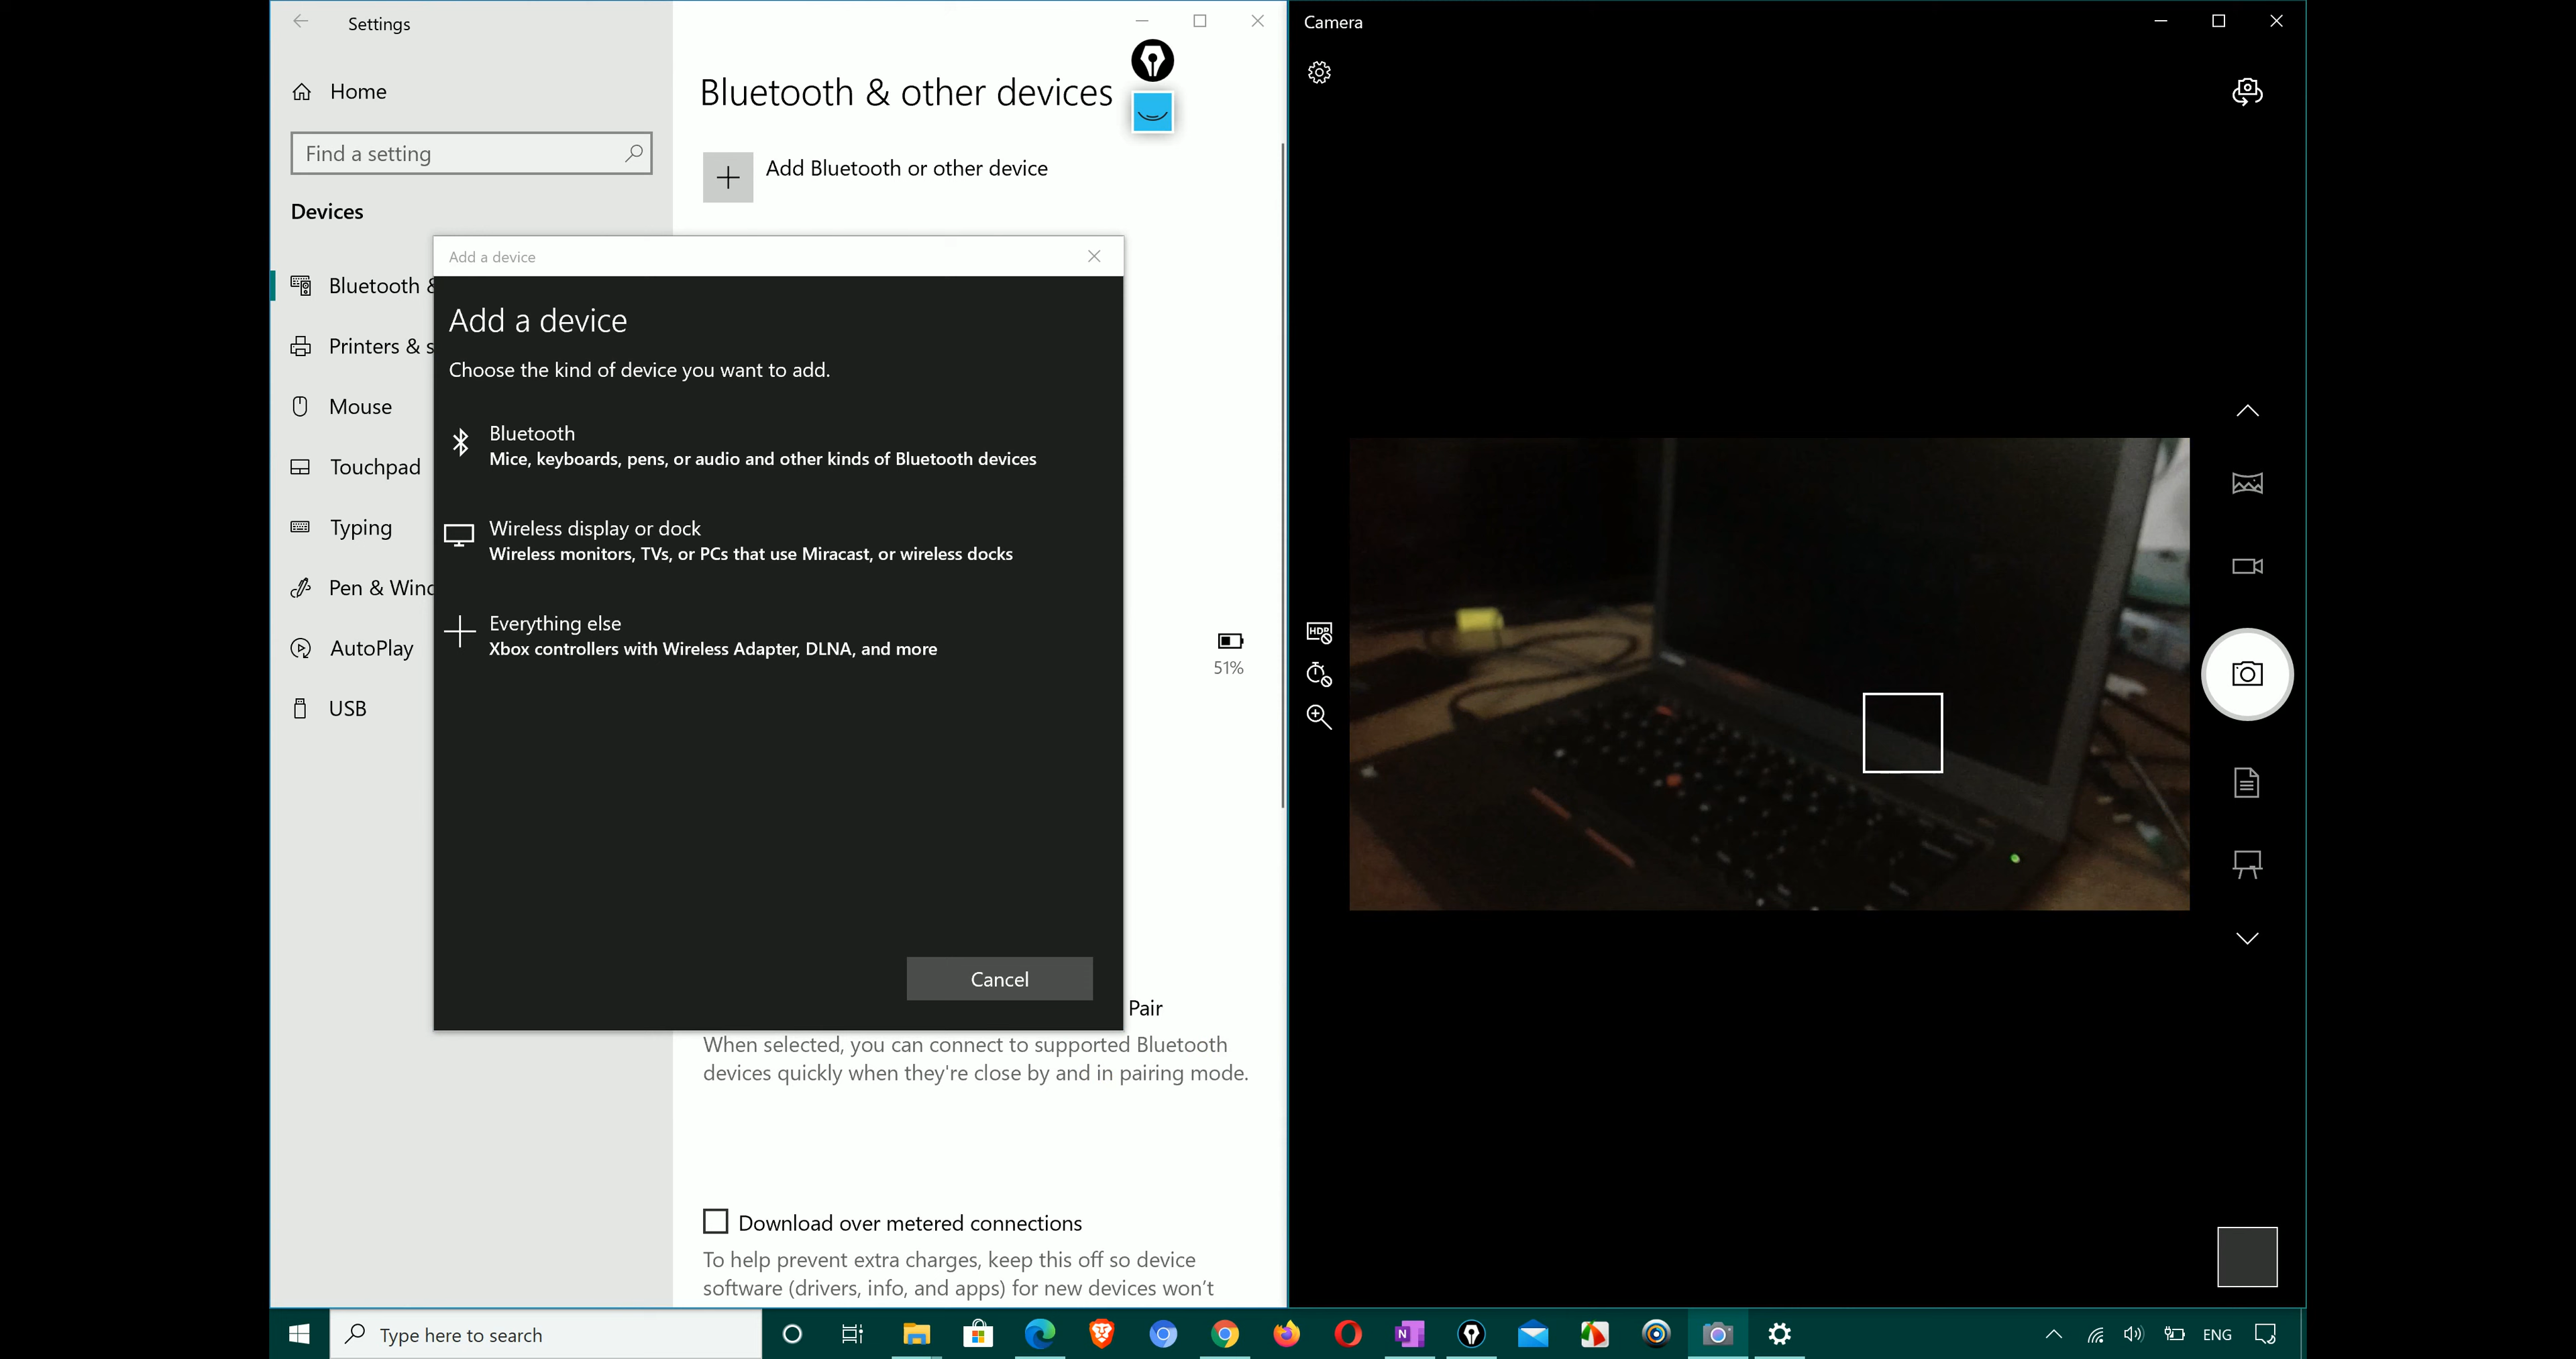 Settings
Home
Find a setting
Devices
Bluetooth &
Printers & s
Mouse
Touchpad
Typing
Pen & Wind
AutoPlay
USB
Bluetooth & other devices
Add Bluetooth or other device
Add a device
Add a device
Choose the kind of device you want to add.
Bluetooth
Mice, keyboards, pens, or audio and other kinds of Bluetooth devices
Wireless display or dock
Wireless monitors, TVs, or PCs that use Miracast, or wireless docks
Everything else
Xbox controllers with Wireless Adapter, DLNA, and more
Cancel
51%
Pair
When selected, you can connect to supported Bluetooth
devices quickly when they're close by and in pairing mode.
Download over metered connections
To help prevent extra charges, keep this off so device
software (drivers, info, and apps) for new devices won’t
Camera
HDR
Type here to search
N
ENG